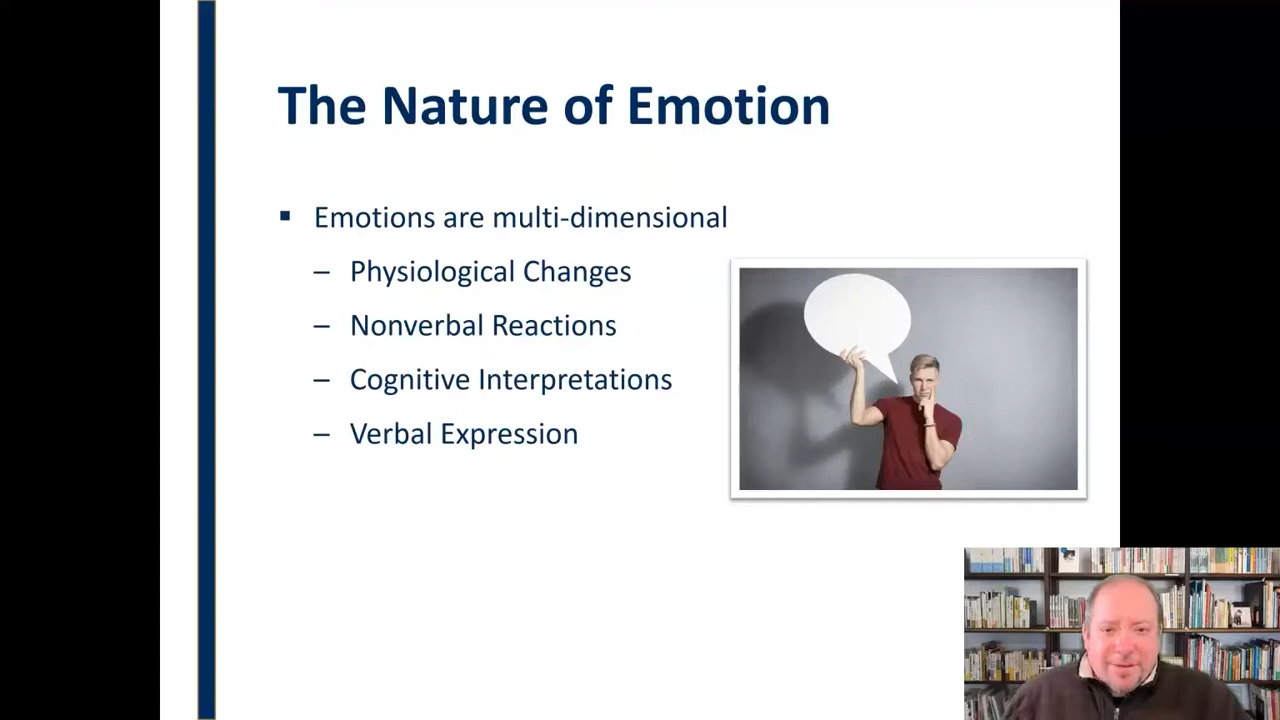 The Nature of Emotion
▪ Emotions are multi-dimensional
– Physiological Changes
– Nonverbal Reactions
– Cognitive Interpretations
– Verbal Expression